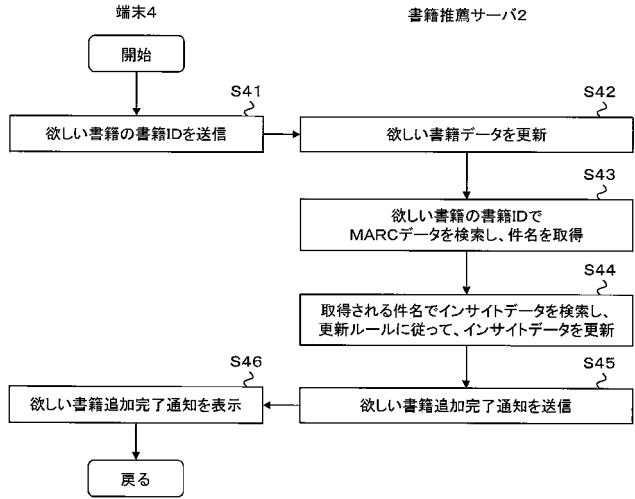 端末4
書籍推薦サーバ2
開始
S41
欲しい書籍の書籍IDを送信
S42
欲しい書籍データを更新
S43
欲しい書籍の書籍IDで
MARCデータを検索し、件名を取得
S44
取得される件名でインサイトデータを検索し、
更新ルールに従って、インサイトデータを更新
S45
欲しい書籍追加完了通知を送信
S46
欲しい書籍追加完了通知を表示
戻る